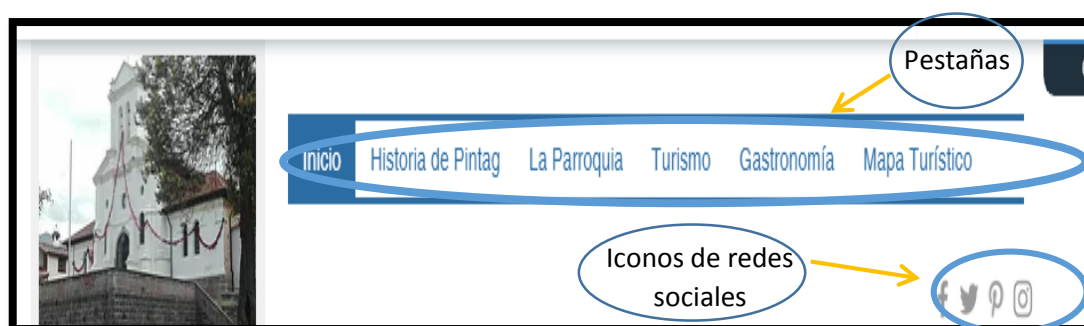 Pestañas
Inicio Historia de Pintag La Parroquia Turismo Gastronomía Mapa Turístico
Iconos de redes
sociales